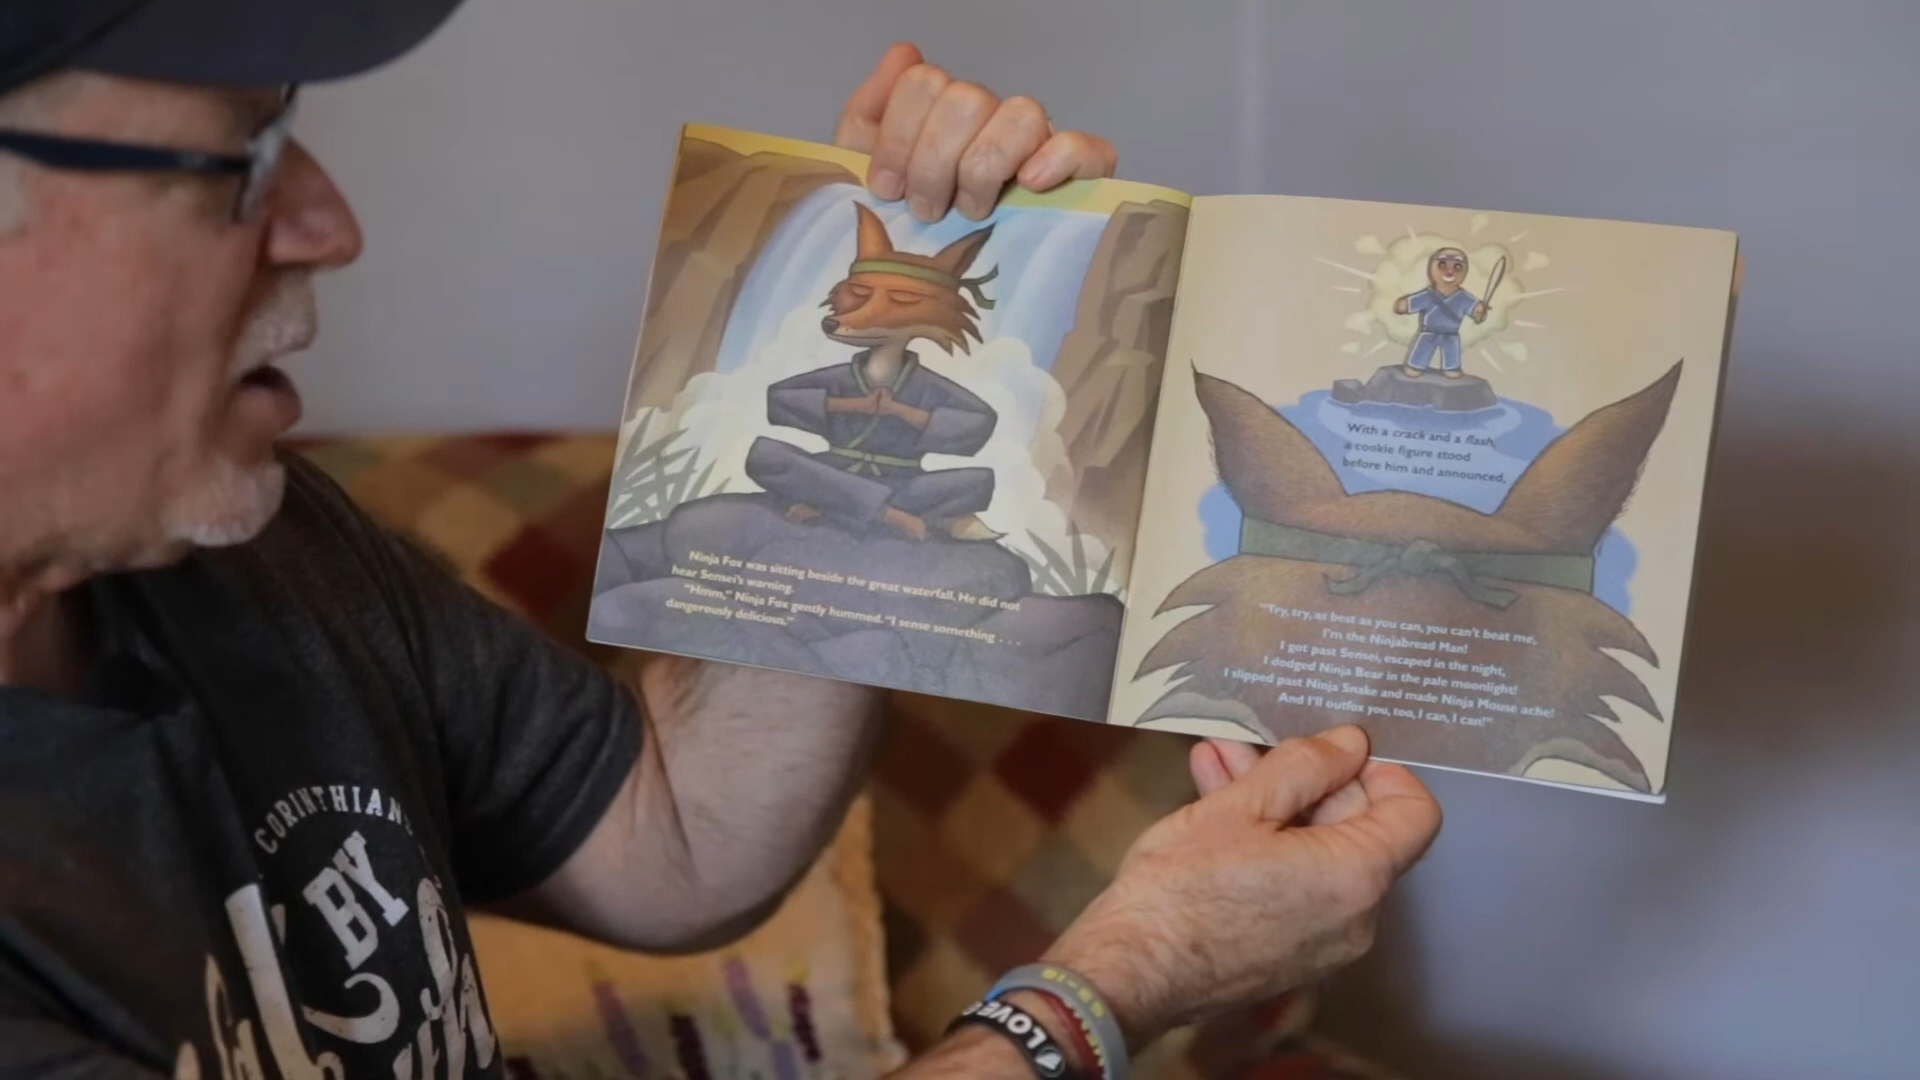 Ninja Fox was sitting beside the great waterfall. He did not
hear Sensei's warning.
"Hmm," Ninja Fox gently hummed. "I sense something . . .
dangerously delicious."
With a crack and a flash,
a cookie figure stood
before him and announced,
"Try, try, as best as you can, you can't beat me.
I'm the Ninjabread Man!
I got past Sensei, escaped in the night,
I dodged Ninja Bear in the pale moonlight!
I slipped past Ninja Snake and made Ninja Mouse ache!
And I'll outfox you, too, I can, I can!"
CORINTHIANS
BY
LOVE